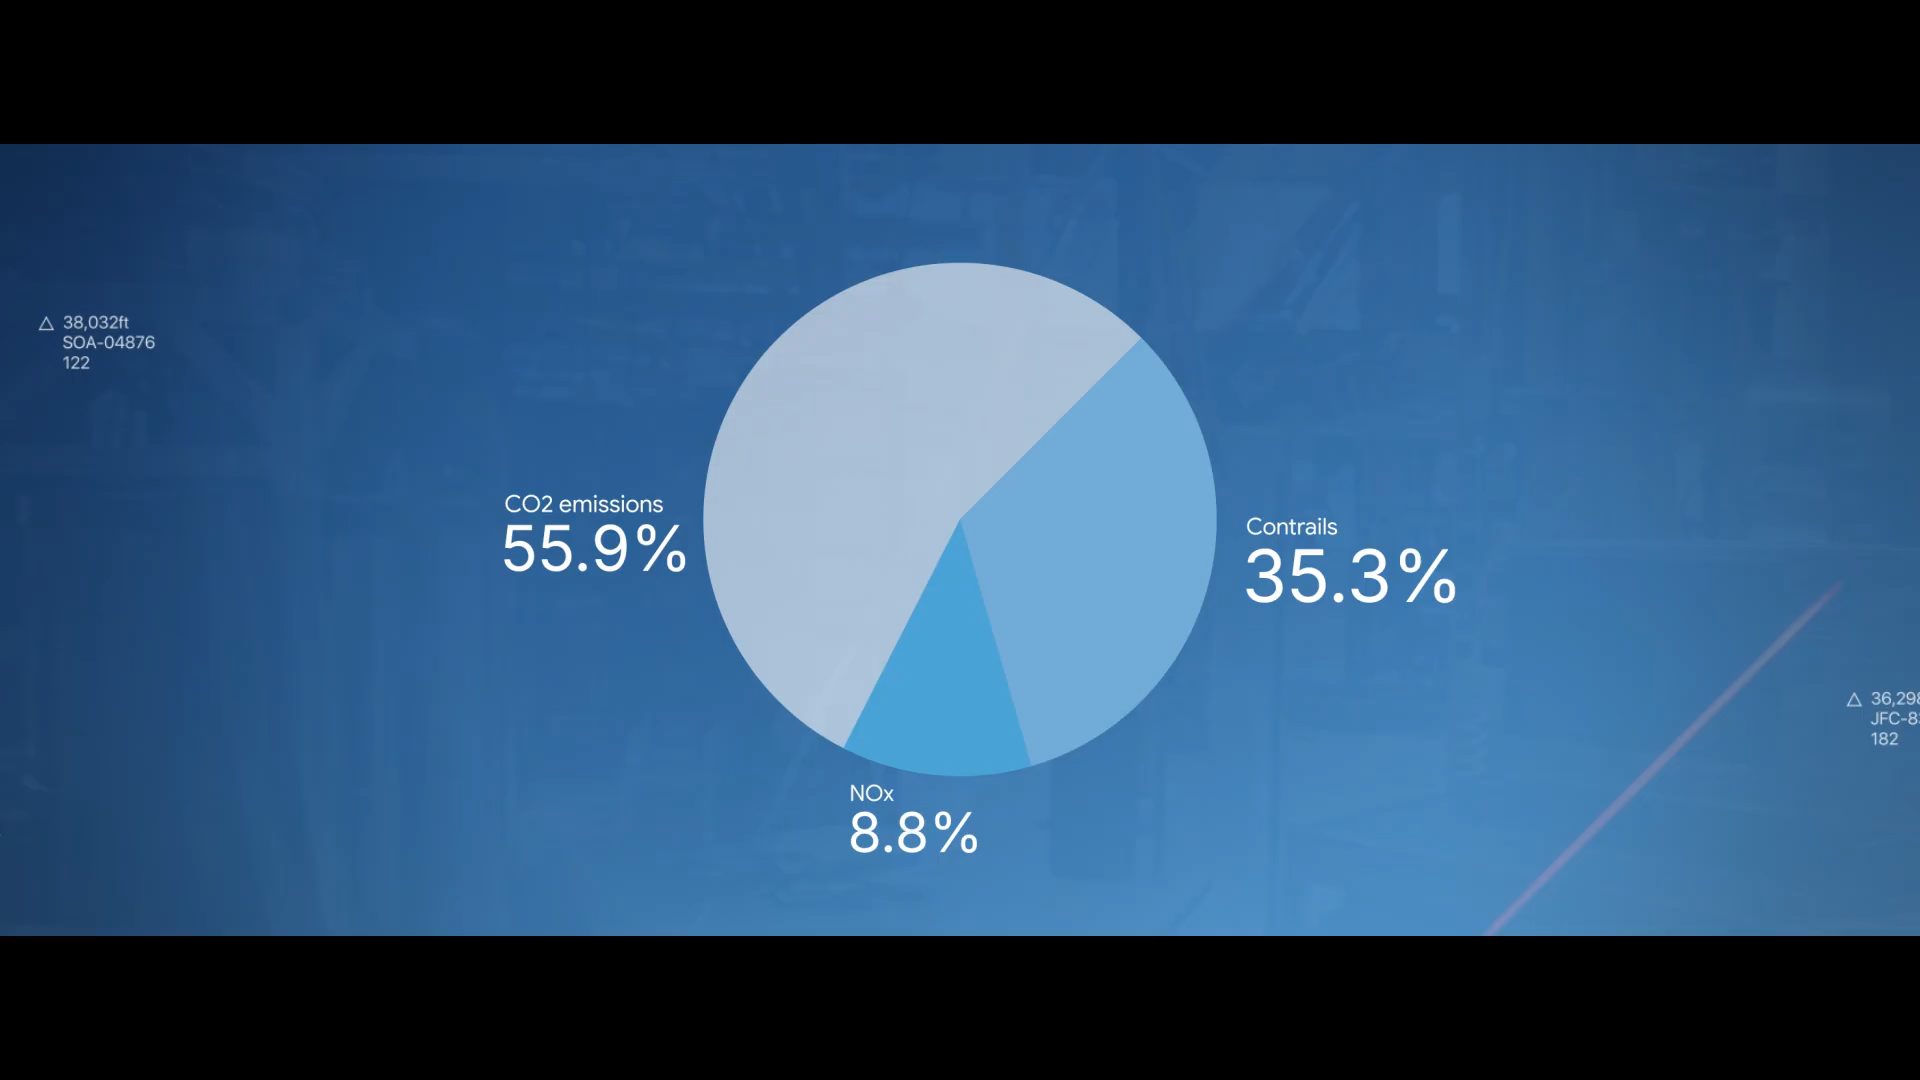 38,032ft
SOA-04876
122
CO2 emissions
55.9%
Contrails
35.3%
NOx
8.8%
182